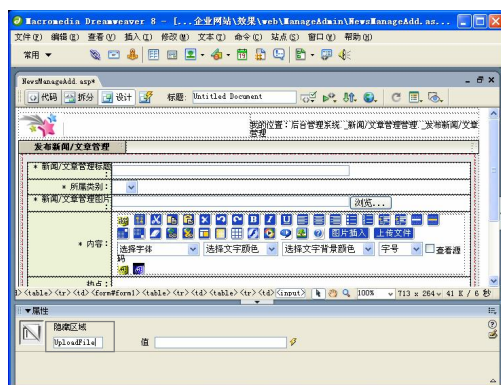 Macromedia Dreamweaver 8 - [...企业网站\效果\web\ManageAdmin\NewsManageAdd.as...
文件(F) 编辑(E) 查看(V) 插入(I) 修改(M) 文本(T) 命令(C) 站点(S) 窗口(W) 帮助(H)
常用
NewsManageAdd.asp*
代码 拆分 设计 标题: Untitled Document
我的位置：后台管理系统._新闻/文章管理管理._发布新闻/文章
管理
发布新闻/文章管理
* 新闻/文章管理标题
* 所属类别：
* 新闻/文章管理图片 浏览...
图片插入 上传文件
* 内容： 选择字体 选择文字颜色 选择文字背景颜色 字号 查看源
码
热点：
<table><tr><td><form#form1><table><tr><td><table><tr><td><input> 100% 713 x 264 41 K / 6 秒
属性
隐藏区域
UploadFile 值